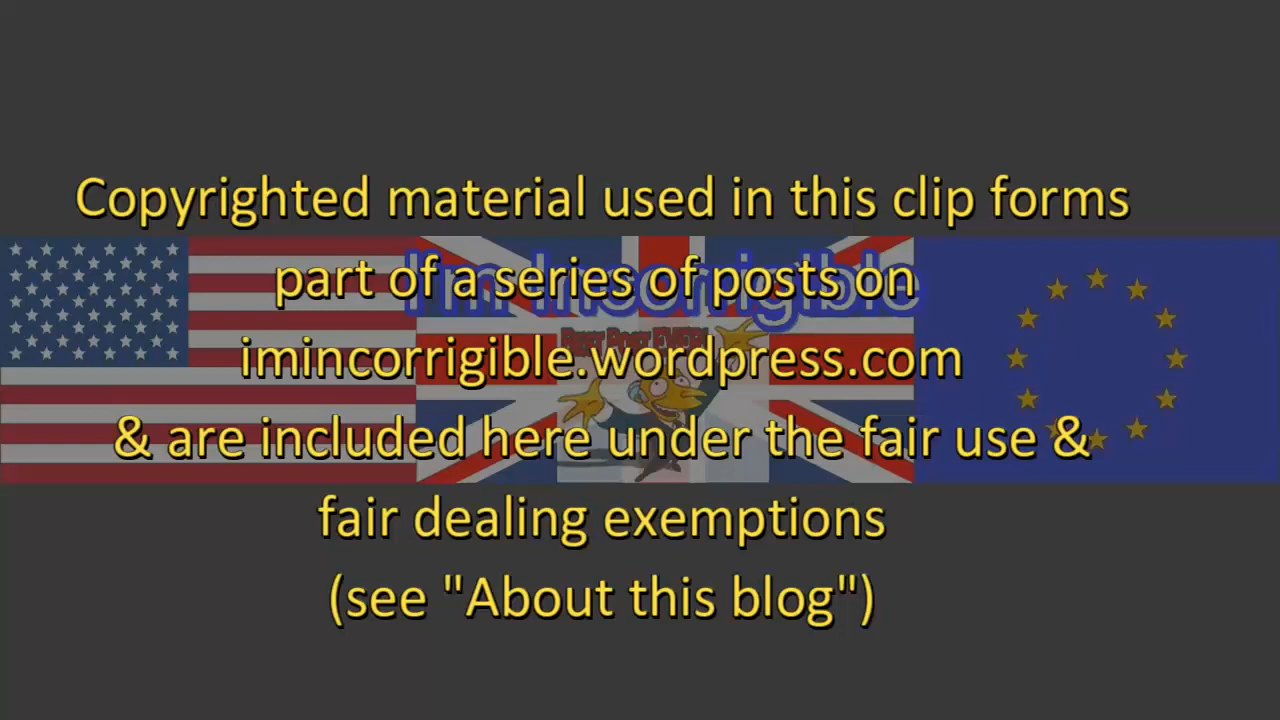 Copyrighted material used in this clip forms
part of a series of posts on
I'm Incorrigible
imincorrigible.wordpress.com
& are included here under the fair use &
fair dealing exemptions
(see "About this blog")